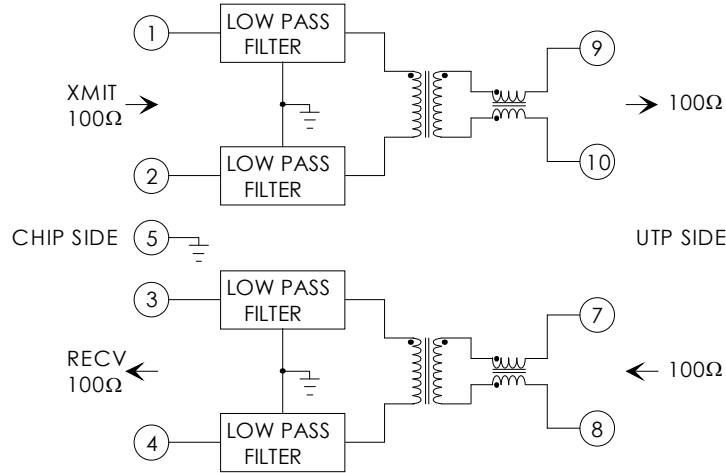 1
LOW PASS
FILTER
9
XMIT
100Ω
100Ω
2
LOW PASS
FILTER
10
CHIP SIDE
5
UTP SIDE
3
LOW PASS
FILTER
7
RECV
100Ω
100Ω
4
LOW PASS
FILTER
8